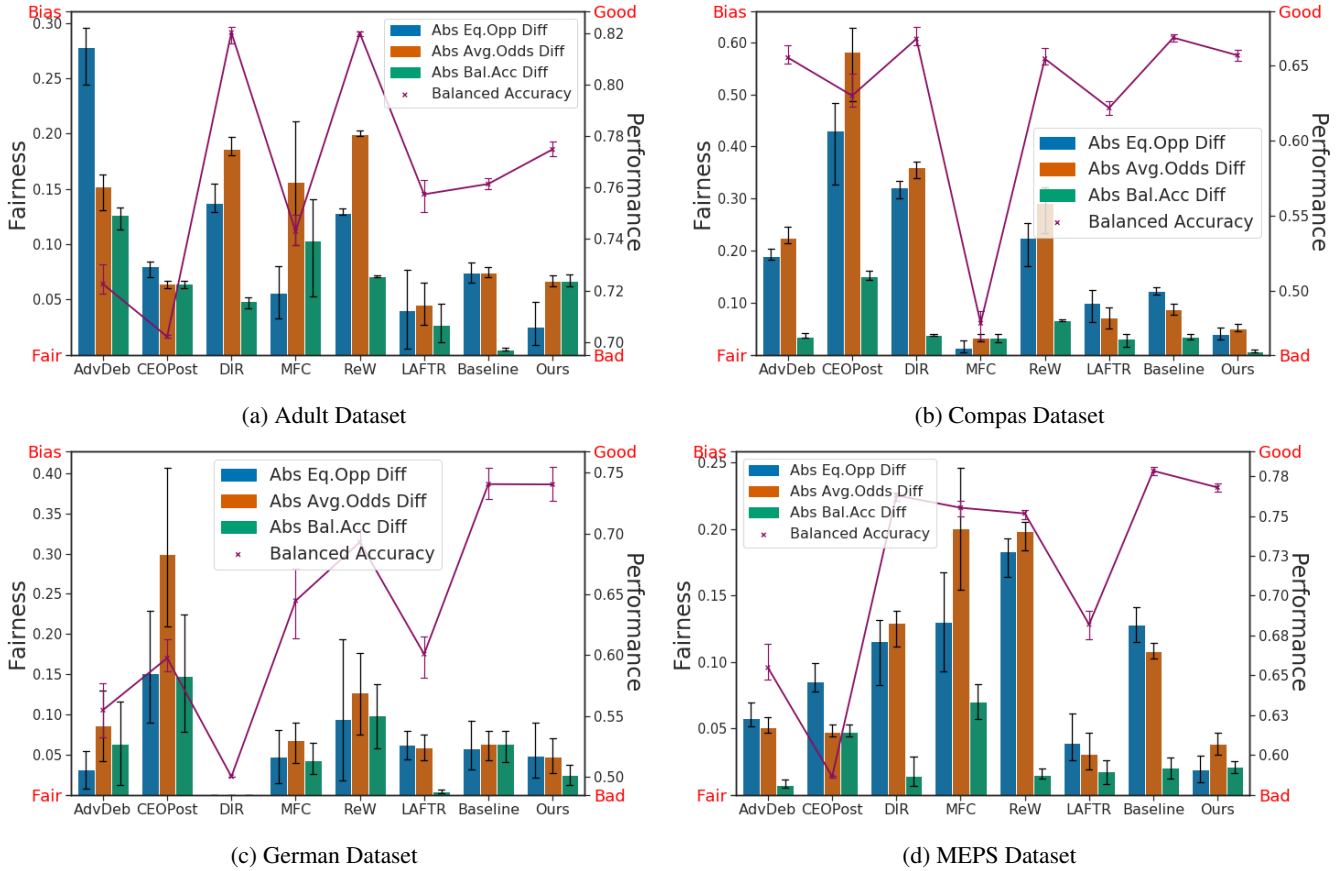 Bias
0.30
0.25
0.20
0.15
0.10
0.05
Fair
Fairness
Abs Eq.Opp Diff
Abs Avg.Odds Diff
Abs Bal.Acc Diff
Balanced Accuracy
Good
0.82
0.80
0.78
0.76
0.74
0.72
0.70
Bad
Performance
AdvDeb CEOPost DIR MFC ReW LAFTR Baseline Ours
(a) Adult Dataset
Bias
0.60
0.50
0.40
0.30
0.20
0.10
Fair
Fairness
Abs Eq.Opp Diff
Abs Avg.Odds Diff
Abs Bal.Acc Diff
Balanced Accuracy
Good
0.65
0.60
0.55
0.50
Bad
Performance
AdvDeb CEOPost DIR MFC ReW LAFTR Baseline Ours
(b) Compas Dataset
Bias
0.40
0.35
0.30
0.25
0.20
0.15
0.10
0.05
Fair
Fairness
Abs Eq.Opp Diff
Abs Avg.Odds Diff
Abs Bal.Acc Diff
Balanced Accuracy
Good
0.75
0.70
0.65
0.60
0.55
0.50
Bad
Performance
AdvDeb CEOPost DIR MFC ReW LAFTR Baseline Ours
(c) German Dataset
Bias
0.25
0.20
0.15
0.10
0.05
Fair
Fairness
Abs Eq.Opp Diff
Abs Avg.Odds Diff
Abs Bal.Acc Diff
Balanced Accuracy
Good
0.78
0.75
0.73
0.70
0.68
0.65
0.63
0.60
Bad
Performance
AdvDeb CEOPost DIR MFC ReW LAFTR Baseline Ours
(d) MEPS Dataset